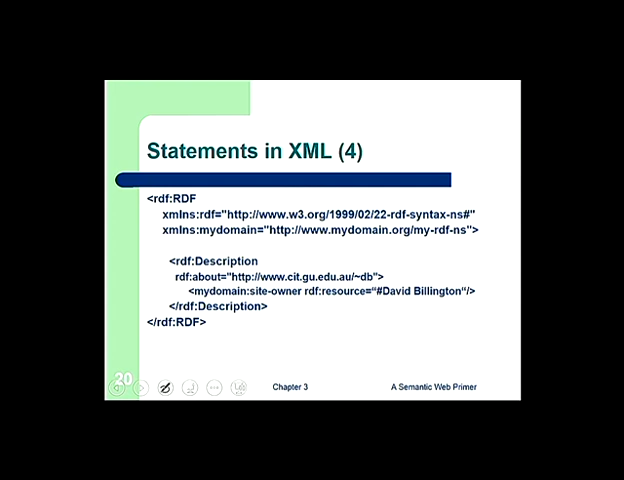 Statements in XML (4)
<rdf:RDF
xmlns:rdf="http://www.w3.org/1999/02/22-rdf-syntax-ns#"
xmlns:mydomain="http://www.mydomain.org/my-rdf-ns">
<rdf:Description
rdf:about="http://www.cit.gu.edu.au/~db">
<mydomain:site-owner rdf:resource=“#David Billington“/>
</rdf:Description>
</rdf:RDF>
20
Chapter 3
A Semantic Web Primer